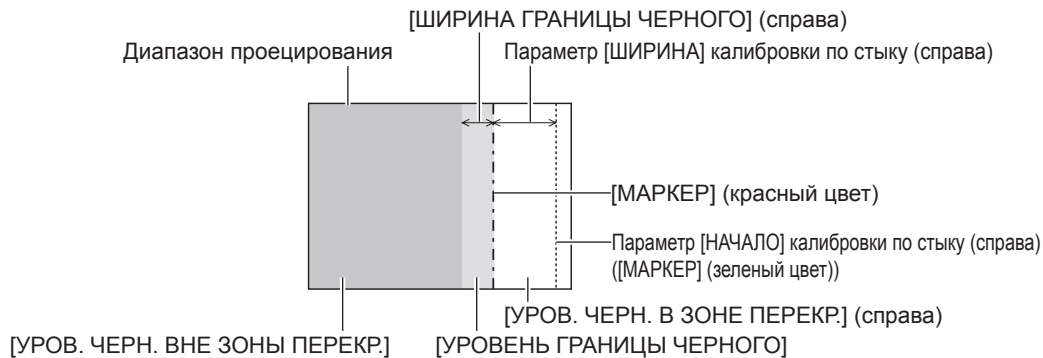 [ШИРИНА ГРАНИЦЫ ЧЕРНОГО] (справа)
Диапазон проецирования
Параметр [ШИРИНА] калибровки по стыку (справа)
[МАРКЕР] (красный цвет)
Параметр [НАЧАЛО] калибровки по стыку (справа)
([МАРКЕР] (зеленый цвет))
[УРОВ. ЧЕРН. В ЗОНЕ ПЕРЕКР.] (справа)
[УРОВ. ЧЕРН. ВНЕ ЗОНЫ ПЕРЕКР.]
[УРОВЕНЬ ГРАНИЦЫ ЧЕРНОГО]